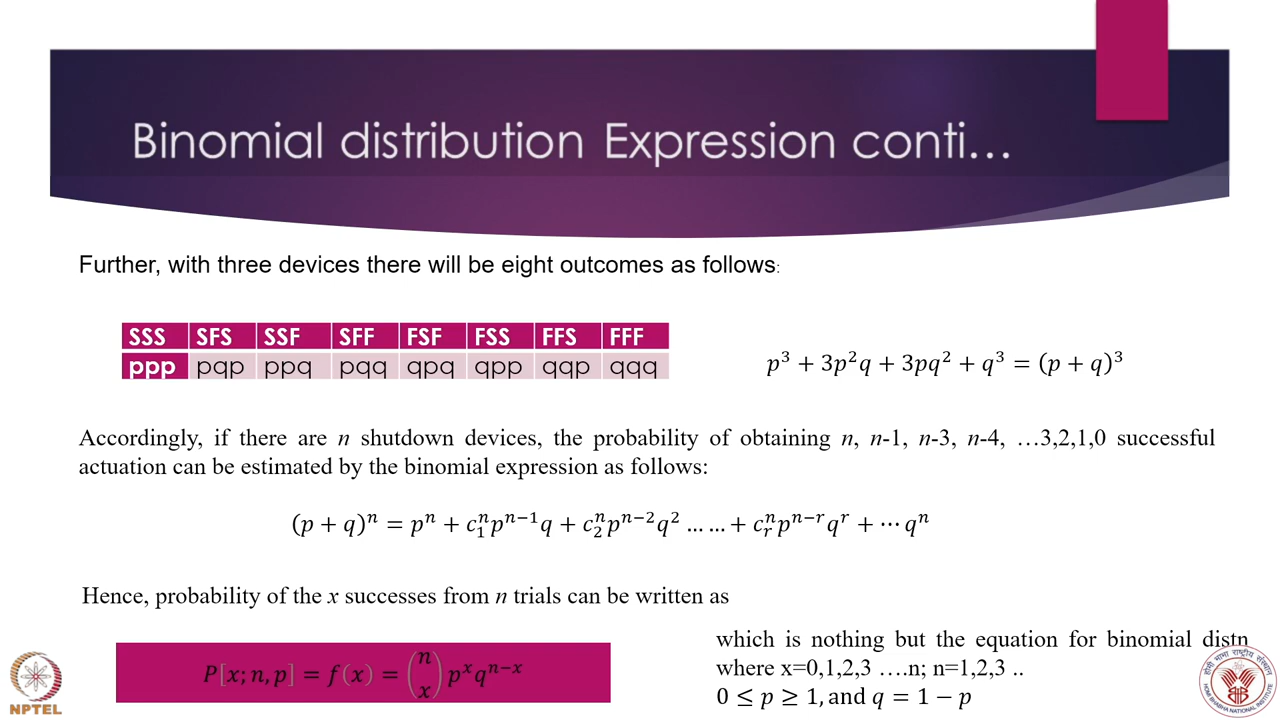 Binomial distribution Expression conti…
Further, with three devices there will be eight outcomes as follows:
SSS SFS SSF SFF FSF FSS FFS FFF
ppp pqp ppq pqq qpq qpp qqp qqq
p³ + 3p²q + 3pq² + q³ = (p + q)³
Accordingly, if there are n shutdown devices, the probability of obtaining n, n-1, n-3, n-4, …3,2,1,0 successful
actuation can be estimated by the binomial expression as follows:
(p + q)ⁿ = pⁿ + c₁ⁿpⁿ⁻¹q + c₂ⁿpⁿ⁻²q² … … + cᵣⁿpⁿ⁻ʳqʳ + ⋯ qⁿ
Hence, probability of the x successes from n trials can be written as
P[x; n, p] = f(x) = (n x) pˣqⁿ⁻ˣ
which is nothing but the equation for binomial distn
where x=0,1,2,3 ….n; n=1,2,3 ..
0 ≤ p ≥ 1, and q = 1 − p
NPTEL
होमी भाभा राष्ट्रीय संस्थान
HOMI BHABHA NATIONAL INSTITUTE